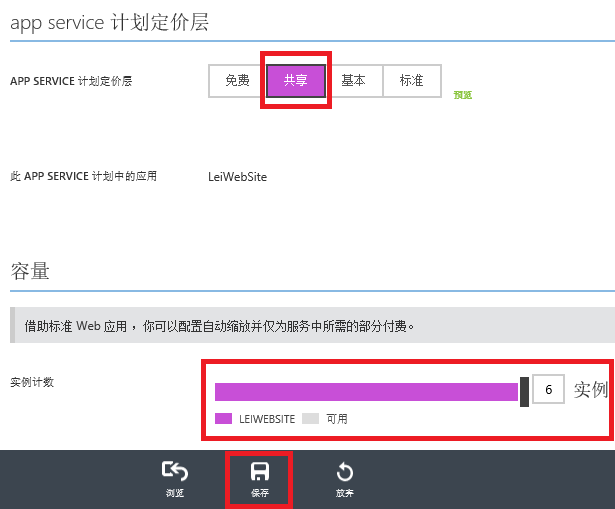 app service 计划定价层
APP SERVICE 计划定价层 免费 共享 基本 标准 预览
此 APP SERVICE 计划中的应用 LeiWebSite
容量
借助标准 Web 应用，你可以配置自动缩放并仅为服务中所需的部分付费。
实例计数 6 实例
LEIWEBSITE 可用
浏览 保存 放弃